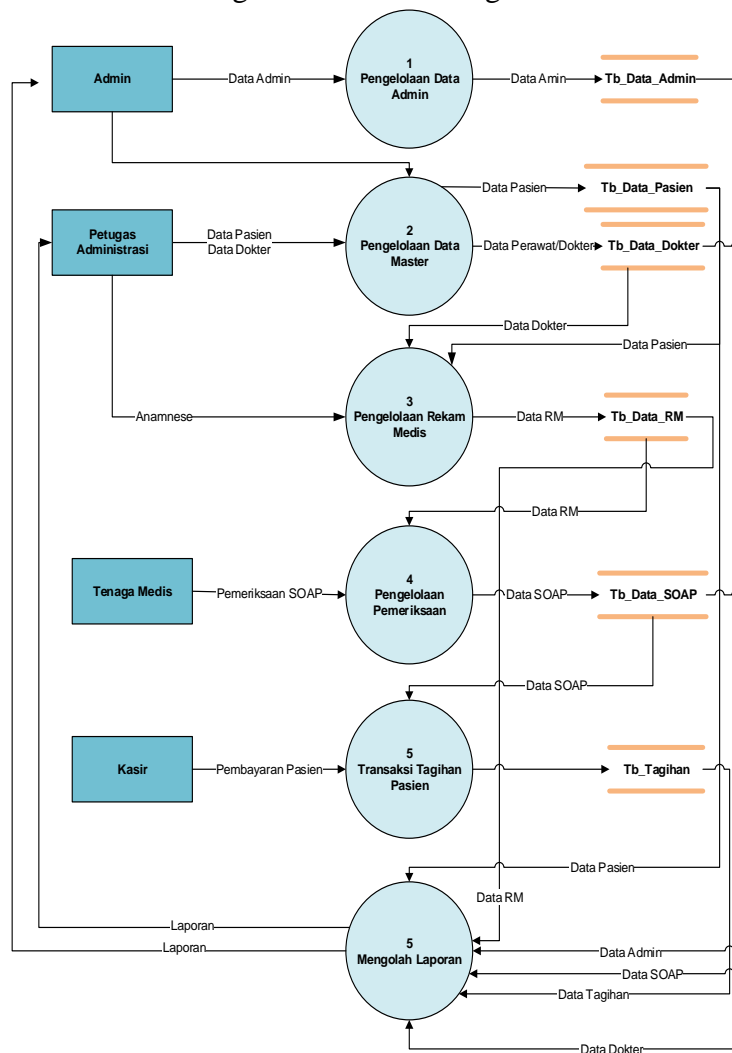 Admin
Data Admin
1
Pengelolaan Data
Admin
Data Amin
Tb_Data_Admin
Data Pasien
Tb_Data_Pasien
Petugas
Administrasi
Data Pasien
Data Dokter
2
Pengelolaan Data
Master
Data Perawat/Dokter
Tb_Data_Dokter
Data Dokter
Data Pasien
Anamnese
3
Pengelolaan Rekam
Medis
Data RM
Tb_Data_RM
Data RM
Tenaga Medis
Pemeriksaan SOAP
4
Pengelolaan
Pemeriksaan
Data SOAP
Tb_Data_SOAP
Data SOAP
Kasir
Pembayaran Pasien
5
Transaksi Tagihan
Pasien
Tb_Tagihan
Data Pasien
Data RM
Laporan
Laporan
5
Mengolah Laporan
Data Admin
Data SOAP
Data Tagihan
Data Dokter